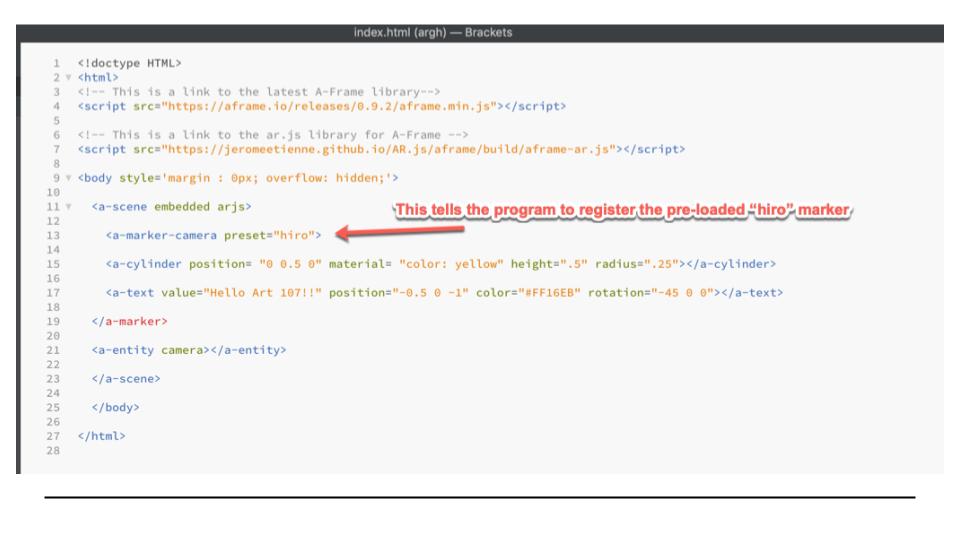 index.html (argh) — Brackets
1 <!doctype HTML>
2 <html>
3 <!-- This is a link to the latest A-Frame library-->
4 <script src="https://aframe.io/releases/0.9.2/aframe.min.js"></script>
5
6 <!-- This is a link to the ar.js library for A-Frame -->
7 <script src="https://jeromeetienne.github.io/AR.js/aframe/build/aframe-ar.js"></script>
8
9 <body style='margin : 0px; overflow: hidden;'>
10
11 <a-scene embedded arjs>
This tells the program to register the pre-loaded “hiro” marker
12
13 <a-marker-camera preset="hiro">
14
15 <a-cylinder position= "0 0.5 0" material= "color: yellow" height=".5" radius=".25"></a-cylinder>
16
17 <a-text value="Hello Art 107!!" position="-0.5 0 -1" color="#FF16EB" rotation="-45 0 0"></a-text>
18
19 </a-marker>
20
21 <a-entity camera></a-entity>
22
23 </a-scene>
24
25 </body>
26
27 </html>
28